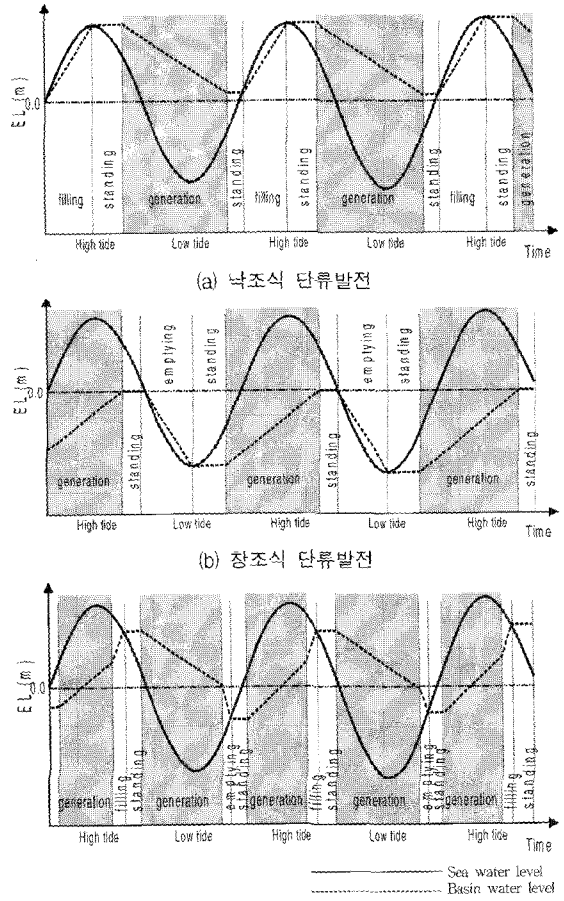 EL.(m)
0.0
filling
standing
generation
standing
filling
standing
generation
standing
filling
standing
generation
High tide
Low tide
High tide
Low tide
High tide
Time
(a) 낙조식 단류발전
EL.(m)
0.0
generation
standing
emptying
standing
generation
standing
emptying
standing
generation
standing
High tide
Low tide
High tide
Low tide
High tide
Time
(b) 창조식 단류발전
EL.(m)
0.0
generation
filling
standing
generation
emptying
standing
generation
filling
standing
generation
emptying
standing
generation
filling
standing
High tide
Low tide
High tide
Low tide
High tide
Time
Sea water level
Basin water level